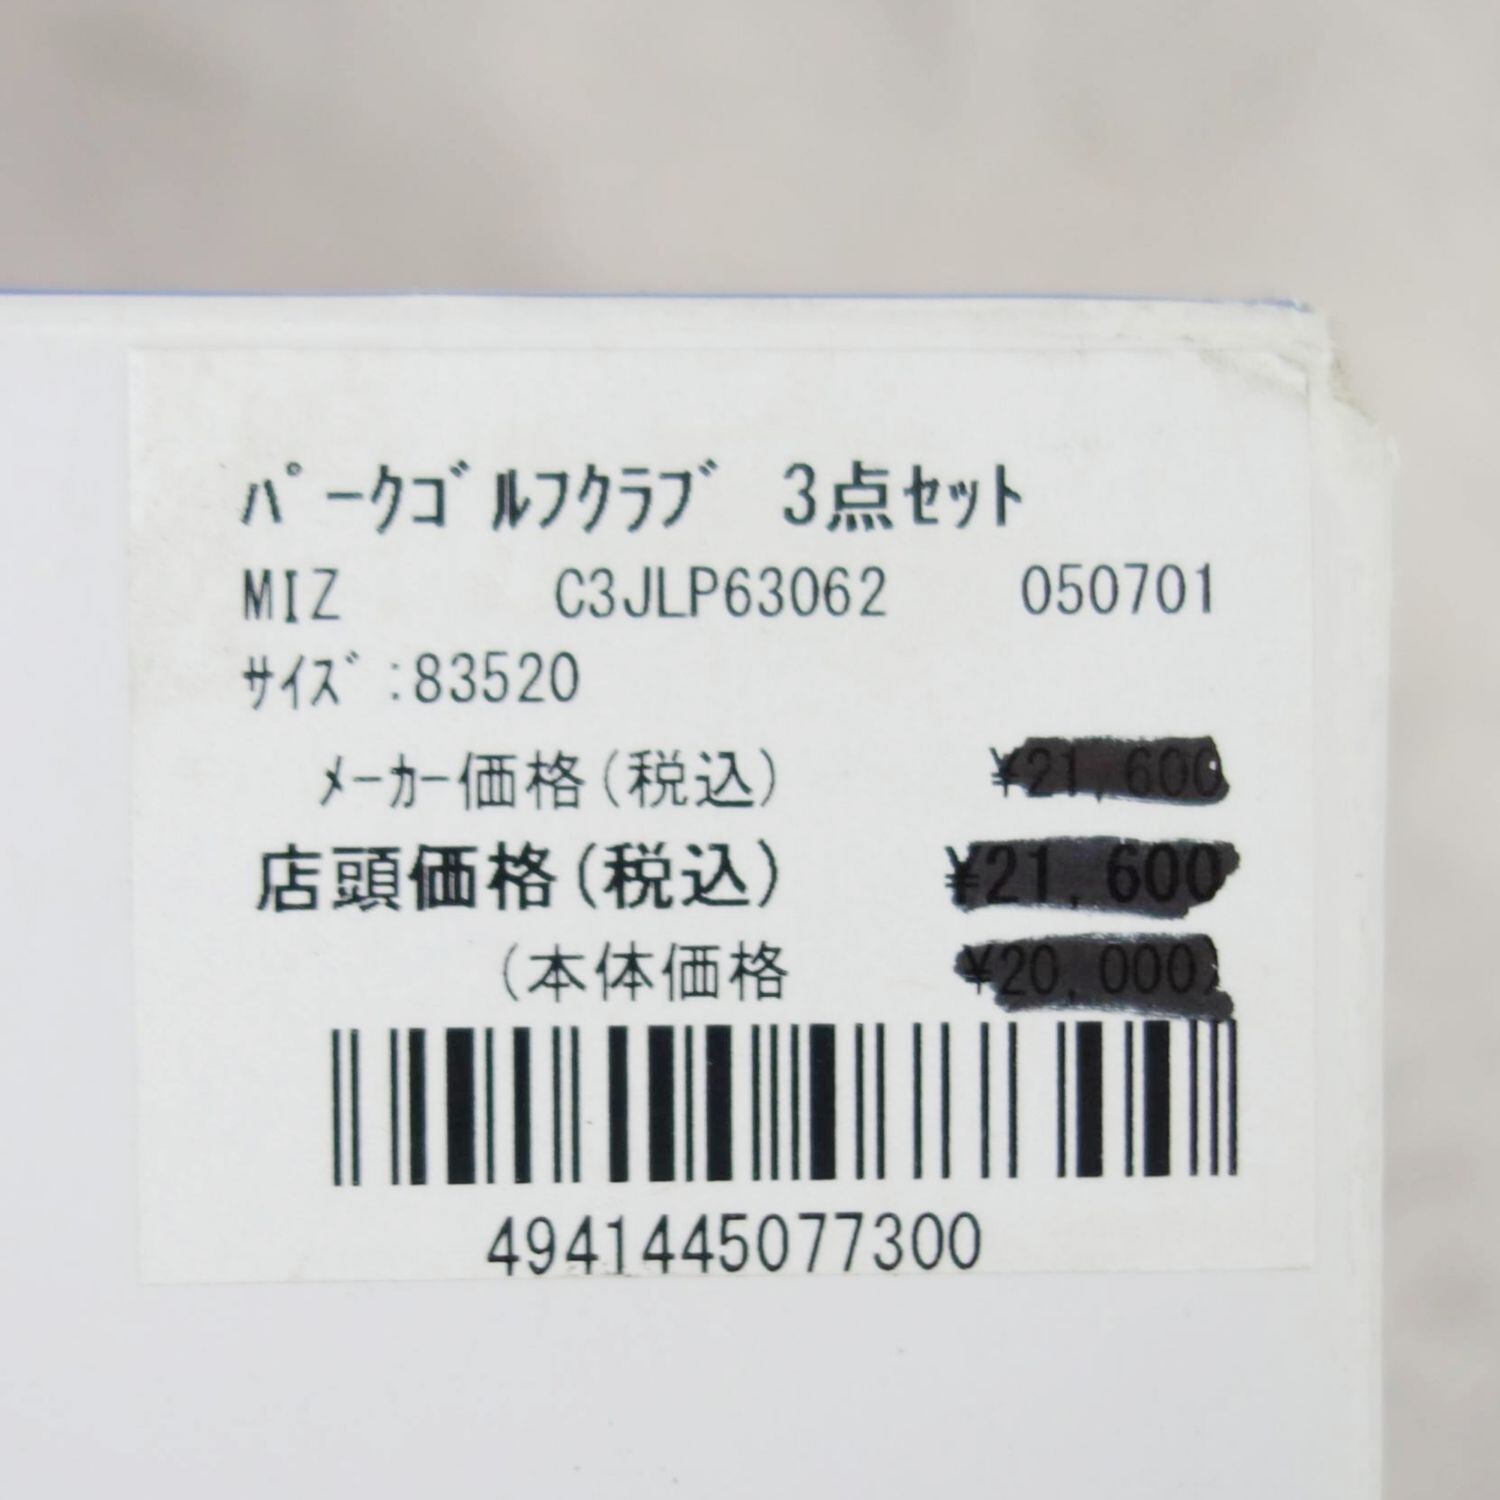 パークゴルフクラブ 3点セット
MIZ C3JLP63062 050701
サイズ:83520
メーカー価格(税込) ¥21,600
店頭価格(税込) ¥21,600
(本体価格 ¥20,000)
4941445077300